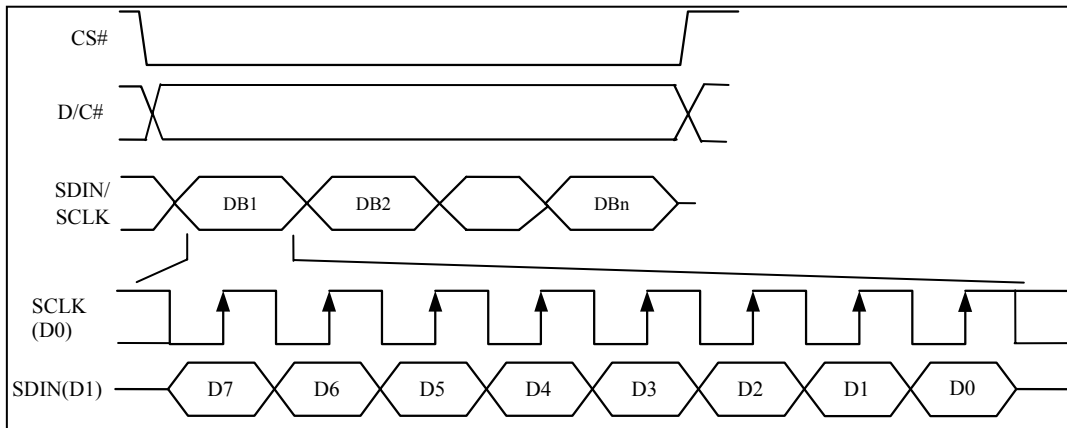 CS#
D/C#
SDIN/
SCLK
DB1 DB2 DBn
SCLK
(D0)
SDIN(D1) D7 D6 D5 D4 D3 D2 D1 D0